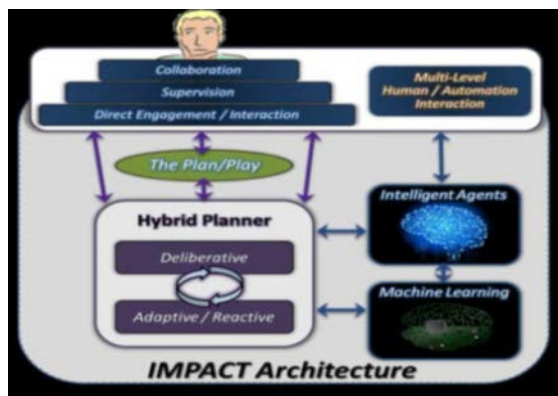 Collaboration
Supervision
Direct Engagement / Interaction
Multi-Level
Human / Automation
Interaction
The Plan/Play
Hybrid Planner
Deliberative
Adaptive / Reactive
Intelligent Agents
Machine Learning
IMPACT Architecture